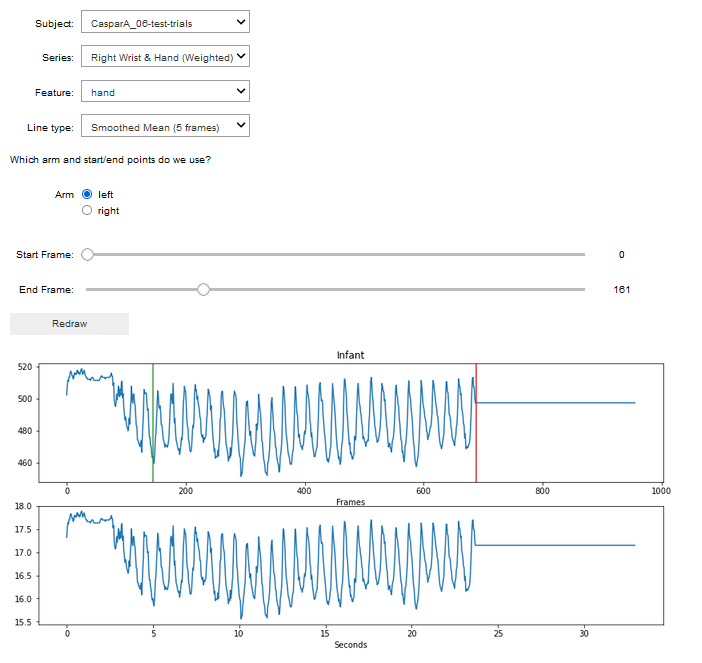 Subject: CasparA_06-test-trials
Series: Right Wrist & Hand (Weighted)
Feature: hand
Line type: Smoothed Mean (5 frames)
Which arm and start/end points do we use?
Arm left
right
Start Frame: 0
End Frame: 161
Redraw
Infant
520
500
480
460
0 200 400 600 800 1000
Frames
18.0
17.5
17.0
16.5
16.0
15.5
0 5 10 15 20 25 30
Seconds